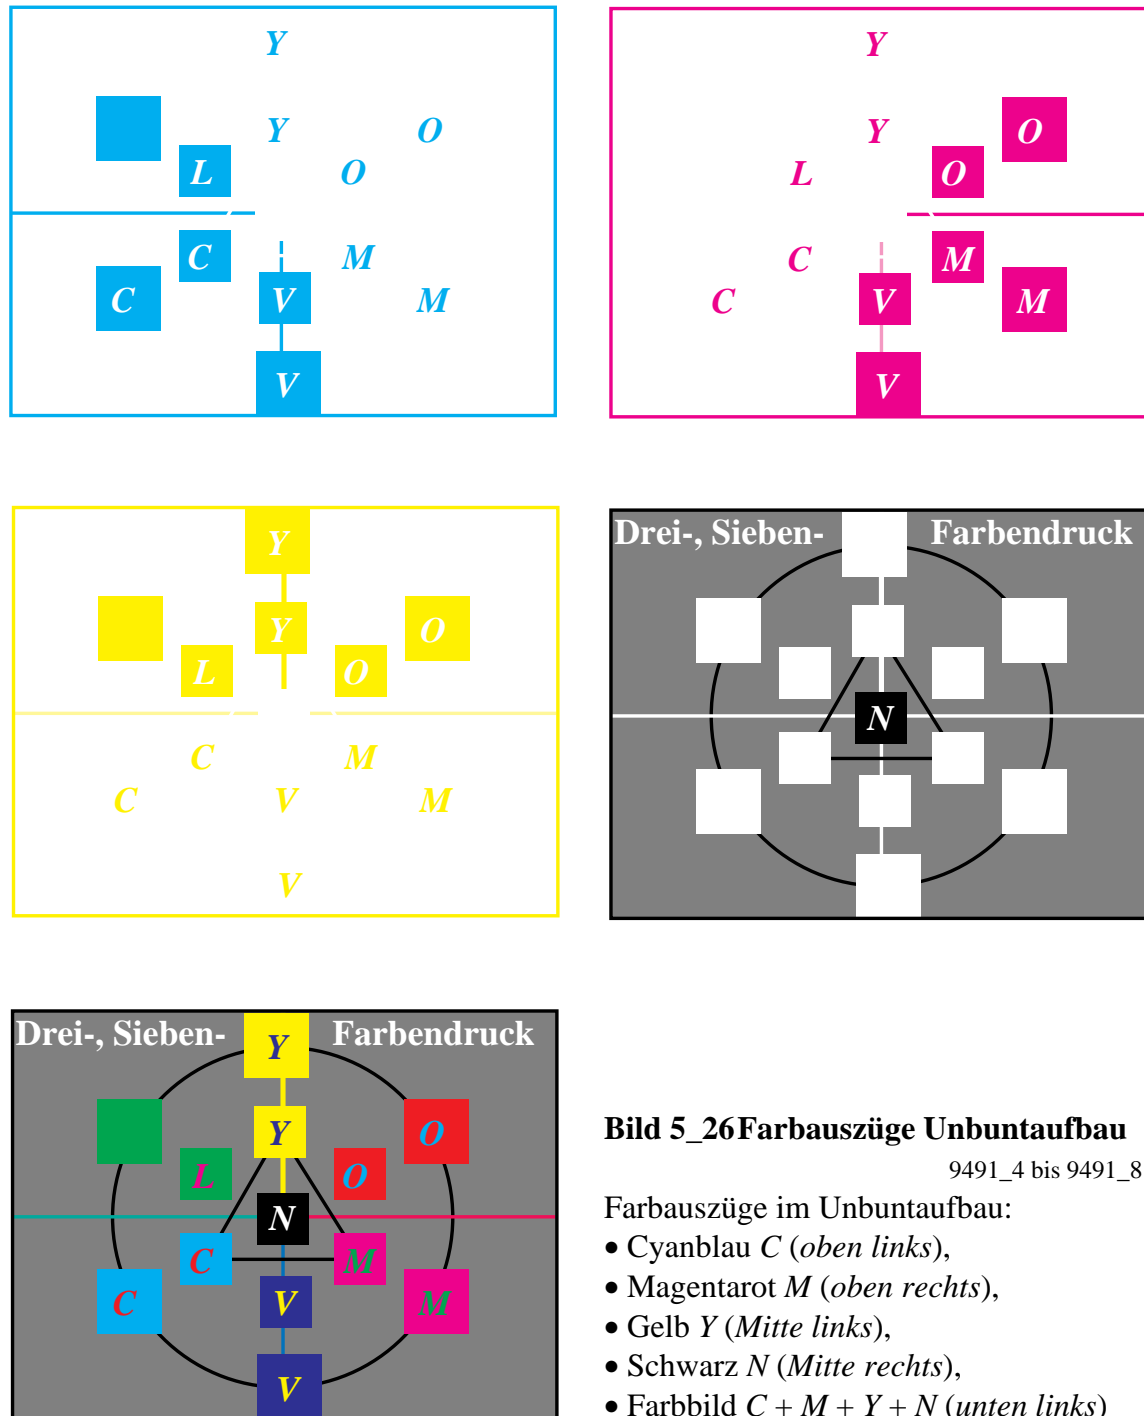 Y
Y
O
L
O
C
M
C
V
M
V
Y
Y
O
L
O
C
M
C
V
M
V
Y
Y
O
L
O
C
M
C
V
M
V
Drei-, Sieben- Farbendruck
N
Drei-, Sieben- Farbendruck
Y
Y
O
L
O
N
C
M
C
V
M
V
Bild 5_26 Farbauszüge Unbuntaufbau
9491_4 bis 9491_8
Farbauszüge im Unbuntaufbau:
• Cyanblau C (oben links),
• Magentarot M (oben rechts),
• Gelb Y (Mitte links),
• Schwarz N (Mitte rechts),
• Farbbild C + M + Y + N (unten links)